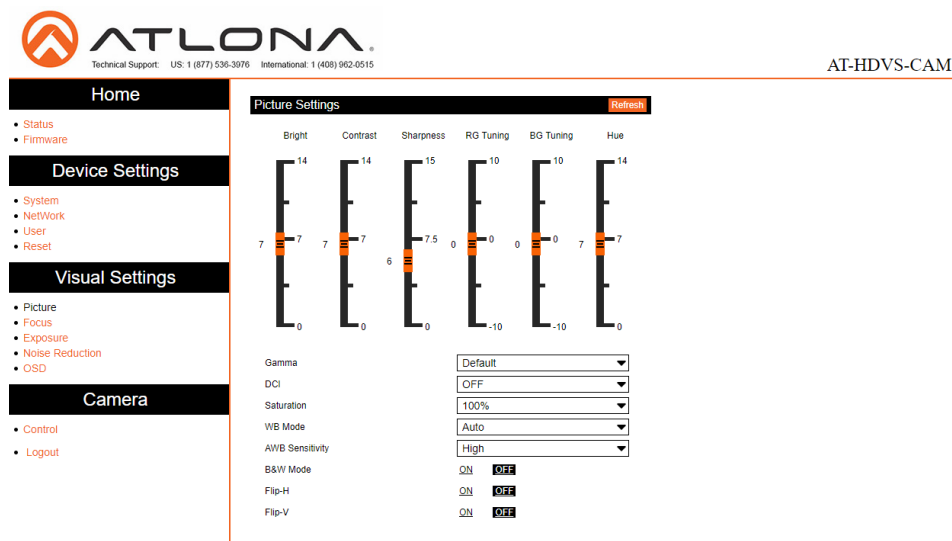 ATLONA®
Technical Support: US: 1 (877) 536-3976 International: 1 (408) 962-0515
AT-HDVS-CAM
Home
Status
Firmware
Device Settings
System
NetWork
User
Reset
Visual Settings
Picture
Focus
Exposure
Noise Reduction
OSD
Camera
Control
Logout
Picture Settings Refresh
Bright Contrast Sharpness RG Tuning BG Tuning Hue
14 14 15 10 10 14
7 7 7 7 7.5 0 0 0 0 7 7
6
0 0 0 -10 -10 0
Gamma Default
DCI OFF
Saturation 100%
WB Mode Auto
AWB Sensitivity High
B&W Mode ON OFF
Flip-H ON OFF
Flip-V ON OFF